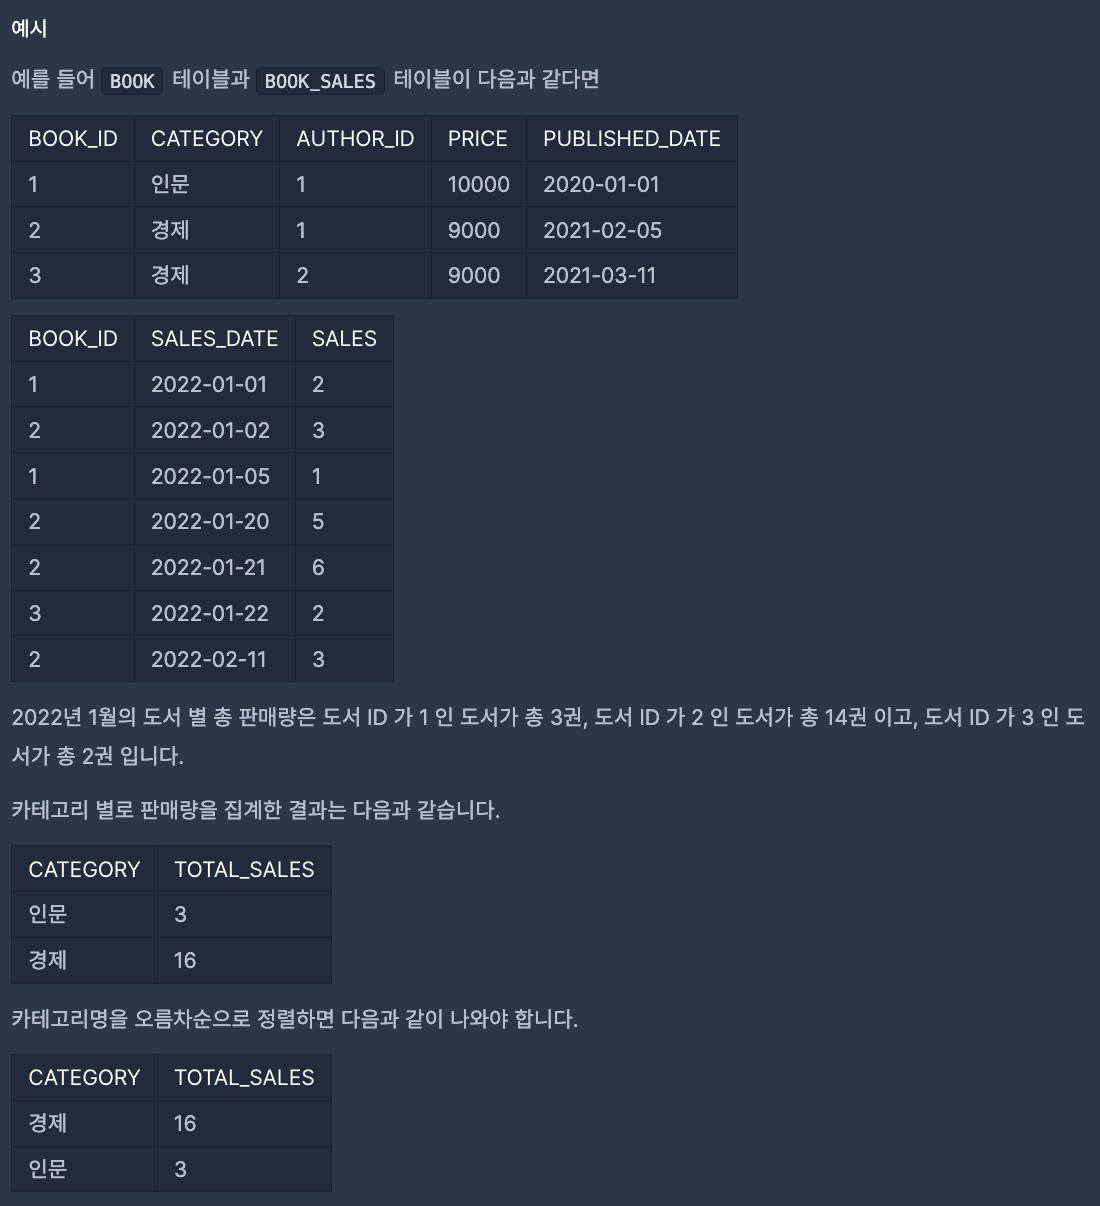 예시
예를 들어 BOOK 테이블과 BOOK_SALES 테이블이 다음과 같다면
BOOK_ID CATEGORY AUTHOR_ID PRICE PUBLISHED_DATE
1 인문 1 10000 2020-01-01
2 경제 1 9000 2021-02-05
3 경제 2 9000 2021-03-11
BOOK_ID SALES_DATE SALES
1 2022-01-01 2
2 2022-01-02 3
1 2022-01-05 1
2 2022-01-20 5
2 2022-01-21 6
3 2022-01-22 2
2 2022-02-11 3
2022년 1월의 도서 별 총 판매량은 도서 ID 가 1 인 도서가 총 3권, 도서 ID 가 2 인 도서가 총 14권 이고, 도서 ID 가 3 인 도
서가 총 2권 입니다.
카테고리 별로 판매량을 집계한 결과는 다음과 같습니다.
CATEGORY TOTAL_SALES
인문 3
경제 16
카테고리명을 오름차순으로 정렬하면 다음과 같이 나와야 합니다.
CATEGORY TOTAL_SALES
경제 16
인문 3